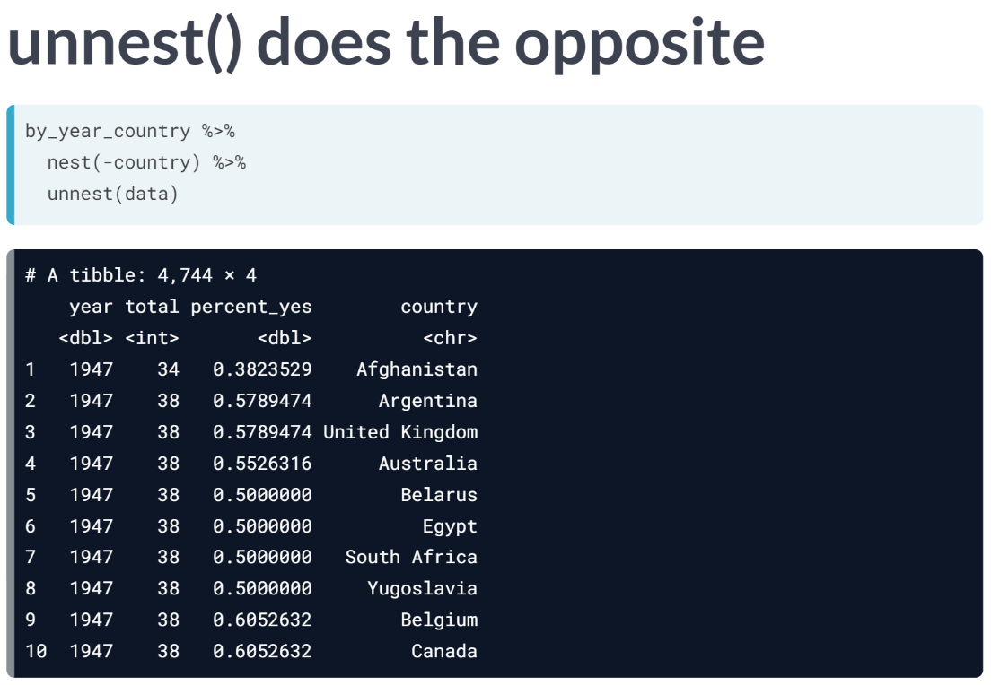 unnest() does the opposite
by_year_country %>%
  nest(-country) %>%
  unnest(data)
# A tibble: 4,744 × 4
    year total percent_yes        country
   <dbl> <int>       <dbl>          <chr>
1   1947    34   0.3823529    Afghanistan
2   1947    38   0.5789474      Argentina
3   1947    38   0.5789474 United Kingdom
4   1947    38   0.5526316      Australia
5   1947    38   0.5000000        Belarus
6   1947    38   0.5000000          Egypt
7   1947    38   0.5000000   South Africa
8   1947    38   0.5000000     Yugoslavia
9   1947    38   0.6052632        Belgium
10  1947    38   0.6052632         Canada